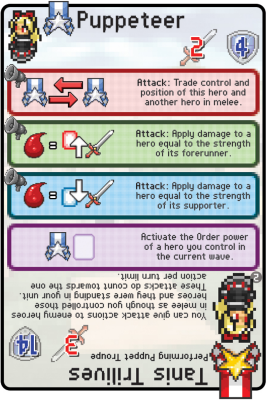 Puppeteer
2
4
Attack: Trade control and
position of this hero and
another hero in melee.
= Attack: Apply damage to a
hero equal to the strength
of its forerunner.
= Attack: Apply damage to a
hero equal to the strength
of its supporter.
Activate the Order power
of a hero you control in
the current wave.
Tanis Trilives
Performing Puppet Troupe
3
14
2
You can give attack actions to enemy heroes
in melee as though you controlled those
heroes and they were standing in your unit.
These attacks do count towards the one
action per turn limit.